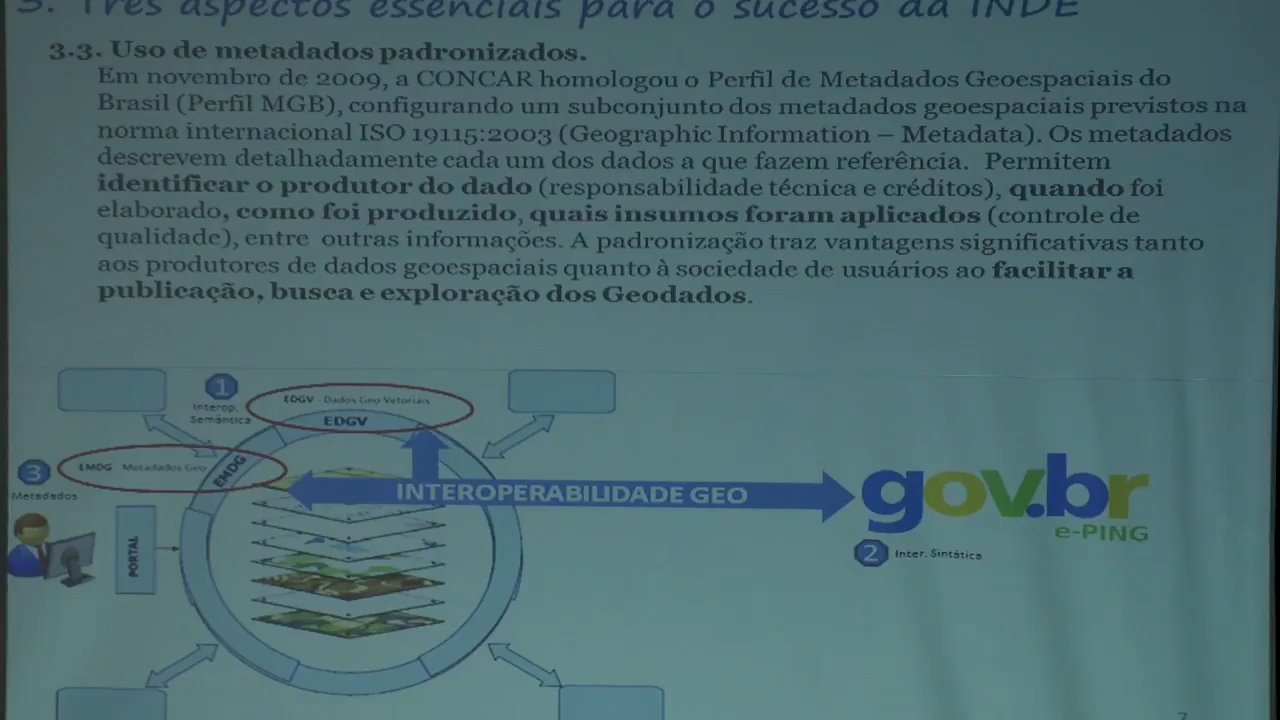 3. Três aspectos essenciais para o sucesso da INDE
3.3. Uso de metadados padronizados.
Em novembro de 2009, a CONCAR homologou o Perfil de Metadados Geoespaciais do
Brasil (Perfil MGB), configurando um subconjunto dos metadados geoespaciais previstos na
norma internacional ISO 19115:2003 (Geographic Information – Metadata). Os metadados
descrevem detalhadamente cada um dos dados a que fazem referência. Permitem
identificar o produtor do dado (responsabilidade técnica e créditos), quando foi
elaborado, como foi produzido, quais insumos foram aplicados (controle de
qualidade), entre outras informações. A padronização traz vantagens significativas tanto
aos produtores de dados geoespaciais quanto à sociedade de usuários ao facilitar a
publicação, busca e exploração dos Geodados.
1
Interop.
Semântica
EDGV - Dados Geo Vetoriais
EDGV
3
Metadados
EMDG - Metadados Geo
EMDG
INTEROPERABILIDADE GEO
gov.br
e-PING
2 Inter. Sintática
PORTAL
7